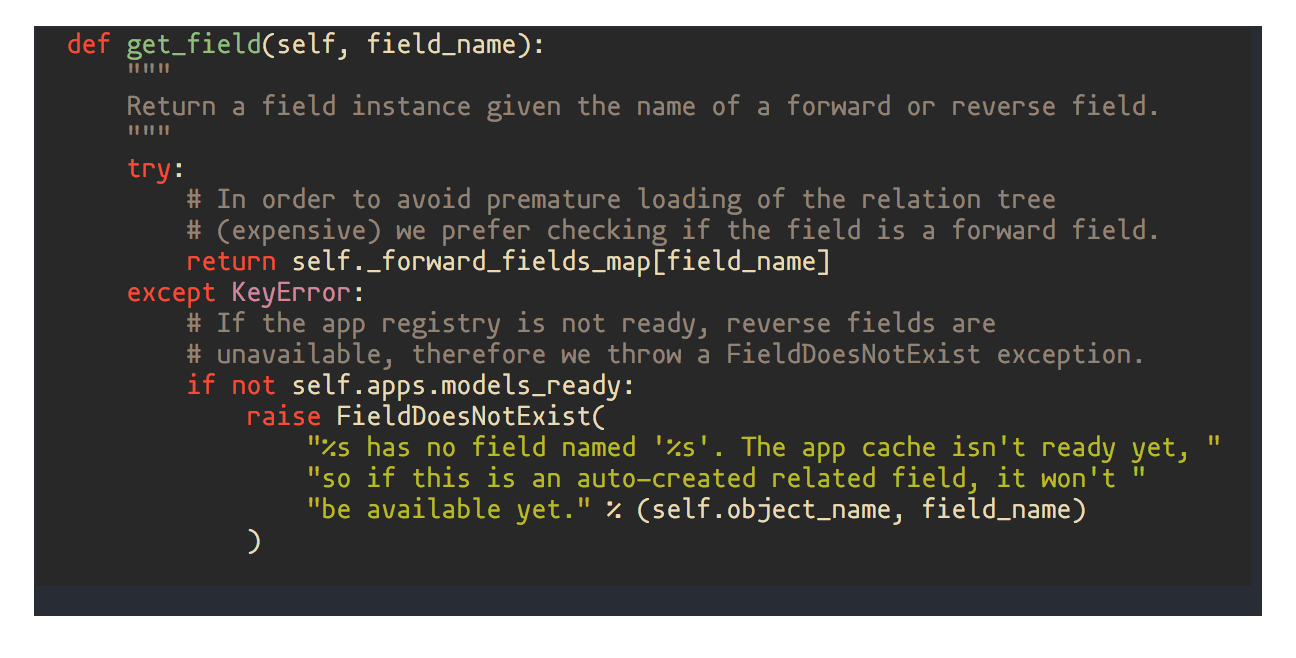 def get_field(self, field_name):
"""
Return a field instance given the name of a forward or reverse field.
"""
try:
# In order to avoid premature loading of the relation tree
# (expensive) we prefer checking if the field is a forward field.
return self._forward_fields_map[field_name]
except KeyError:
# If the app registry is not ready, reverse fields are
# unavailable, therefore we throw a FieldDoesNotExist exception.
if not self.apps.models_ready:
raise FieldDoesNotExist(
"%s has no field named '%s'. The app cache isn't ready yet, "
"so if this is an auto-created related field, it won't "
"be available yet." % (self.object_name, field_name)
)